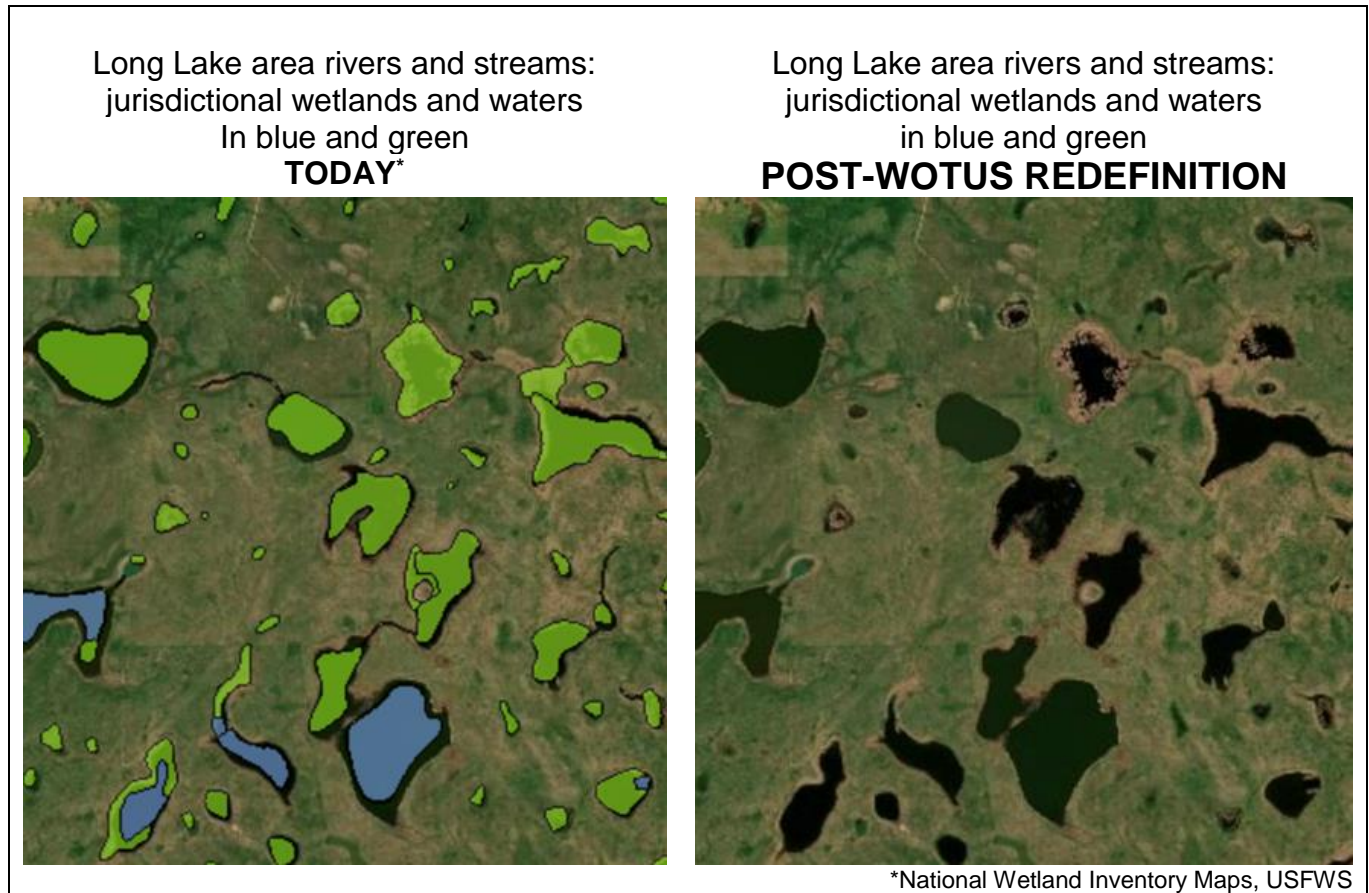 Long Lake area rivers and streams:
jurisdictional wetlands and waters
In blue and green
TODAY*
Long Lake area rivers and streams:
jurisdictional wetlands and waters
in blue and green
POST-WOTUS REDEFINITION
*National Wetland Inventory Maps, USFWS